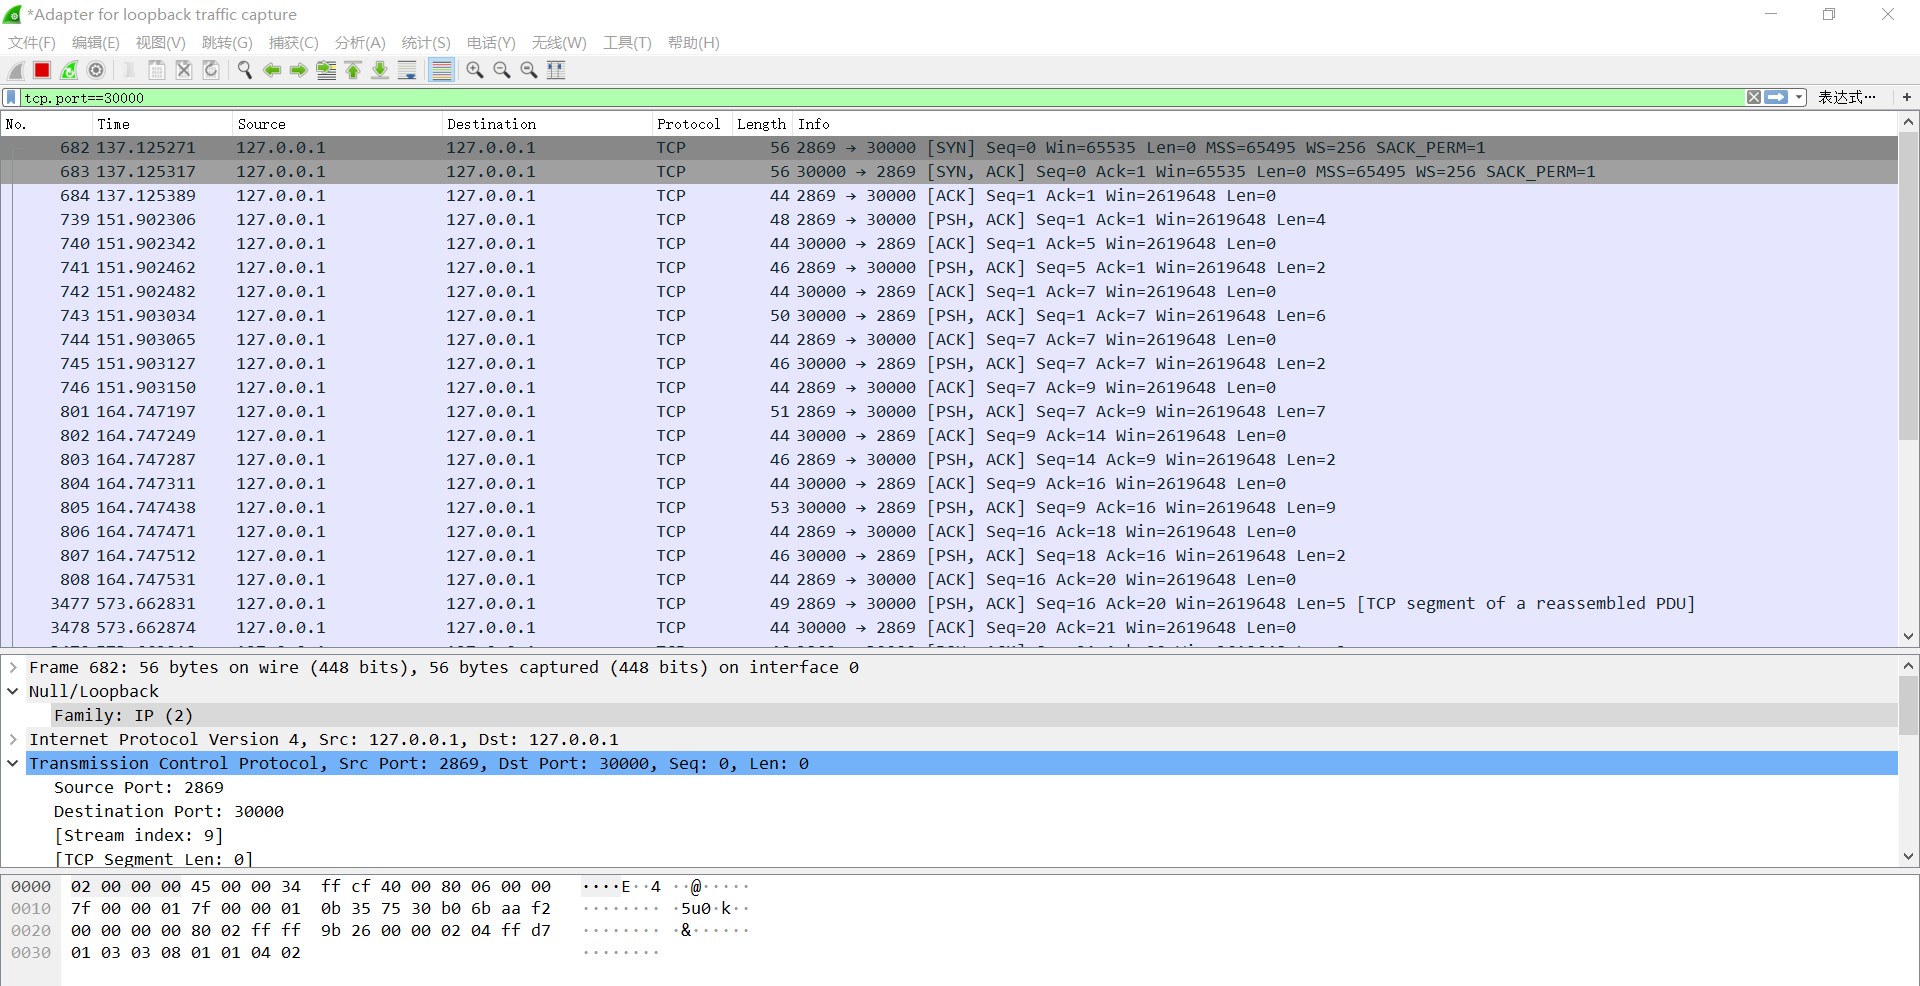 *Adapter for loopback traffic capture
文件(F) 编辑(E) 视图(V) 跳转(G) 捕获(C) 分析(A) 统计(S) 电话(Y) 无线(W) 工具(T) 帮助(H)
tcp.port==30000 表达式… +
No. Time Source Destination Protocol Length Info
682 137.125271 127.0.0.1 127.0.0.1 TCP 56 2869 → 30000 [SYN] Seq=0 Win=65535 Len=0 MSS=65495 WS=256 SACK_PERM=1
683 137.125317 127.0.0.1 127.0.0.1 TCP 56 30000 → 2869 [SYN, ACK] Seq=0 Ack=1 Win=65535 Len=0 MSS=65495 WS=256 SACK_PERM=1
684 137.125389 127.0.0.1 127.0.0.1 TCP 44 2869 → 30000 [ACK] Seq=1 Ack=1 Win=2619648 Len=0
739 151.902306 127.0.0.1 127.0.0.1 TCP 48 2869 → 30000 [PSH, ACK] Seq=1 Ack=1 Win=2619648 Len=4
740 151.902342 127.0.0.1 127.0.0.1 TCP 44 30000 → 2869 [ACK] Seq=1 Ack=5 Win=2619648 Len=0
741 151.902462 127.0.0.1 127.0.0.1 TCP 46 2869 → 30000 [PSH, ACK] Seq=5 Ack=1 Win=2619648 Len=2
742 151.902482 127.0.0.1 127.0.0.1 TCP 44 30000 → 2869 [ACK] Seq=1 Ack=7 Win=2619648 Len=0
743 151.903034 127.0.0.1 127.0.0.1 TCP 50 30000 → 2869 [PSH, ACK] Seq=1 Ack=7 Win=2619648 Len=6
744 151.903065 127.0.0.1 127.0.0.1 TCP 44 2869 → 30000 [ACK] Seq=7 Ack=7 Win=2619648 Len=0
745 151.903127 127.0.0.1 127.0.0.1 TCP 46 30000 → 2869 [PSH, ACK] Seq=7 Ack=7 Win=2619648 Len=2
746 151.903150 127.0.0.1 127.0.0.1 TCP 44 2869 → 30000 [ACK] Seq=7 Ack=9 Win=2619648 Len=0
801 164.747197 127.0.0.1 127.0.0.1 TCP 51 2869 → 30000 [PSH, ACK] Seq=7 Ack=9 Win=2619648 Len=7
802 164.747249 127.0.0.1 127.0.0.1 TCP 44 30000 → 2869 [ACK] Seq=9 Ack=14 Win=2619648 Len=0
803 164.747287 127.0.0.1 127.0.0.1 TCP 46 2869 → 30000 [PSH, ACK] Seq=14 Ack=9 Win=2619648 Len=2
804 164.747311 127.0.0.1 127.0.0.1 TCP 44 30000 → 2869 [ACK] Seq=9 Ack=16 Win=2619648 Len=0
805 164.747438 127.0.0.1 127.0.0.1 TCP 53 30000 → 2869 [PSH, ACK] Seq=9 Ack=16 Win=2619648 Len=9
806 164.747471 127.0.0.1 127.0.0.1 TCP 44 2869 → 30000 [ACK] Seq=16 Ack=18 Win=2619648 Len=0
807 164.747512 127.0.0.1 127.0.0.1 TCP 46 30000 → 2869 [PSH, ACK] Seq=18 Ack=16 Win=2619648 Len=2
808 164.747531 127.0.0.1 127.0.0.1 TCP 44 2869 → 30000 [ACK] Seq=16 Ack=20 Win=2619648 Len=0
3477 573.662831 127.0.0.1 127.0.0.1 TCP 49 2869 → 30000 [PSH, ACK] Seq=16 Ack=20 Win=2619648 Len=5 [TCP segment of a reassembled PDU]
3478 573.662874 127.0.0.1 127.0.0.1 TCP 44 30000 → 2869 [ACK] Seq=20 Ack=21 Win=2619648 Len=0
Frame 682: 56 bytes on wire (448 bits), 56 bytes captured (448 bits) on interface 0
Null/Loopback
Family: IP (2)
Internet Protocol Version 4, Src: 127.0.0.1, Dst: 127.0.0.1
Transmission Control Protocol, Src Port: 2869, Dst Port: 30000, Seq: 0, Len: 0
Source Port: 2869
Destination Port: 30000
[Stream index: 9]
[TCP Segment Len: 0]
0000 02 00 00 00 45 00 00 34 ff cf 40 00 80 06 00 00 ····E··4 ··@·····
0010 7f 00 00 01 7f 00 00 01 0b 35 75 30 b0 6b aa f2 ········ ·5u0·k··
0020 00 00 00 00 80 02 ff ff 9b 26 00 00 02 04 ff d7 ········ ·&······
0030 01 03 03 08 01 01 04 02 ········